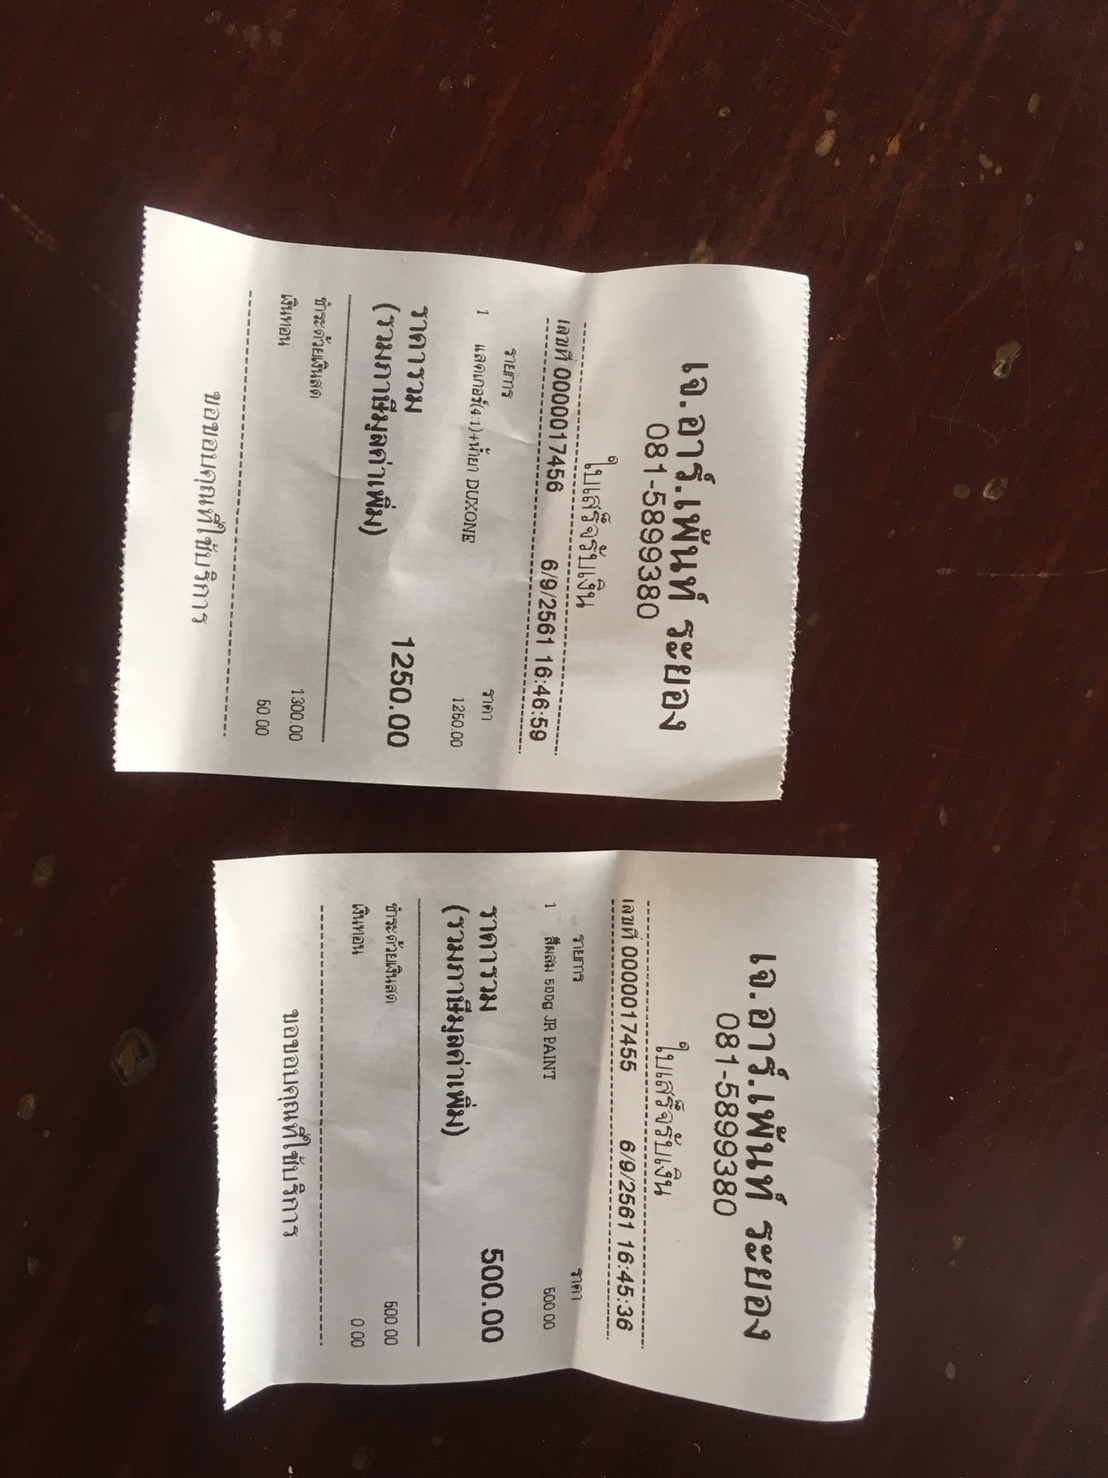 เจ.อาร์.เพ้นท์ ระยอง
081-5899380
ใบเสร็จรับเงิน
เลขที่ 0000017456 6/9/2561 16:46:59
รายการ ราคา
1 แลคเกอร์(4:1)+น้ำยา DUXONE 1250.00
ราคารวม 1250.00
(รวมภาษีมูลค่าเพิ่ม)
ชำระด้วยเงินสด 1300.00
เงินทอน 50.00
ขอขอบคุณที่ใช้บริการ
เจ.อาร์.เพ้นท์ ระยอง
081-5899380
ใบเสร็จรับเงิน
เลขที่ 0000017455 6/9/2561 16:45:36
รายการ ราคา
1 สีผสม 500g JR PAINT 500.00
ราคารวม 500.00
(รวมภาษีมูลค่าเพิ่ม)
ชำระด้วยเงินสด 500.00
เงินทอน 0.00
ขอขอบคุณที่ใช้บริการ